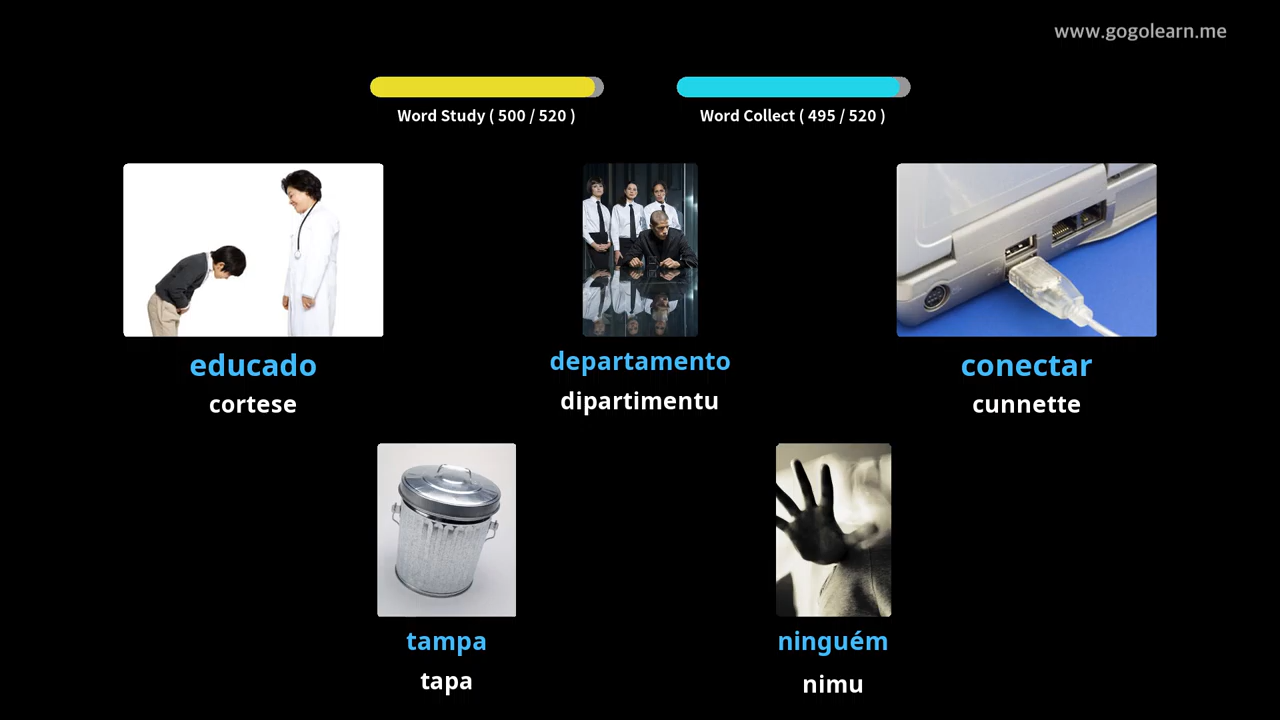 www.gogolearn.me
Word Study ( 500 / 520 )
Word Collect ( 495 / 520 )
educado
cortese
departamento
dipartimentu
conectar
cunnette
tampa
tapa
ninguém
nimu